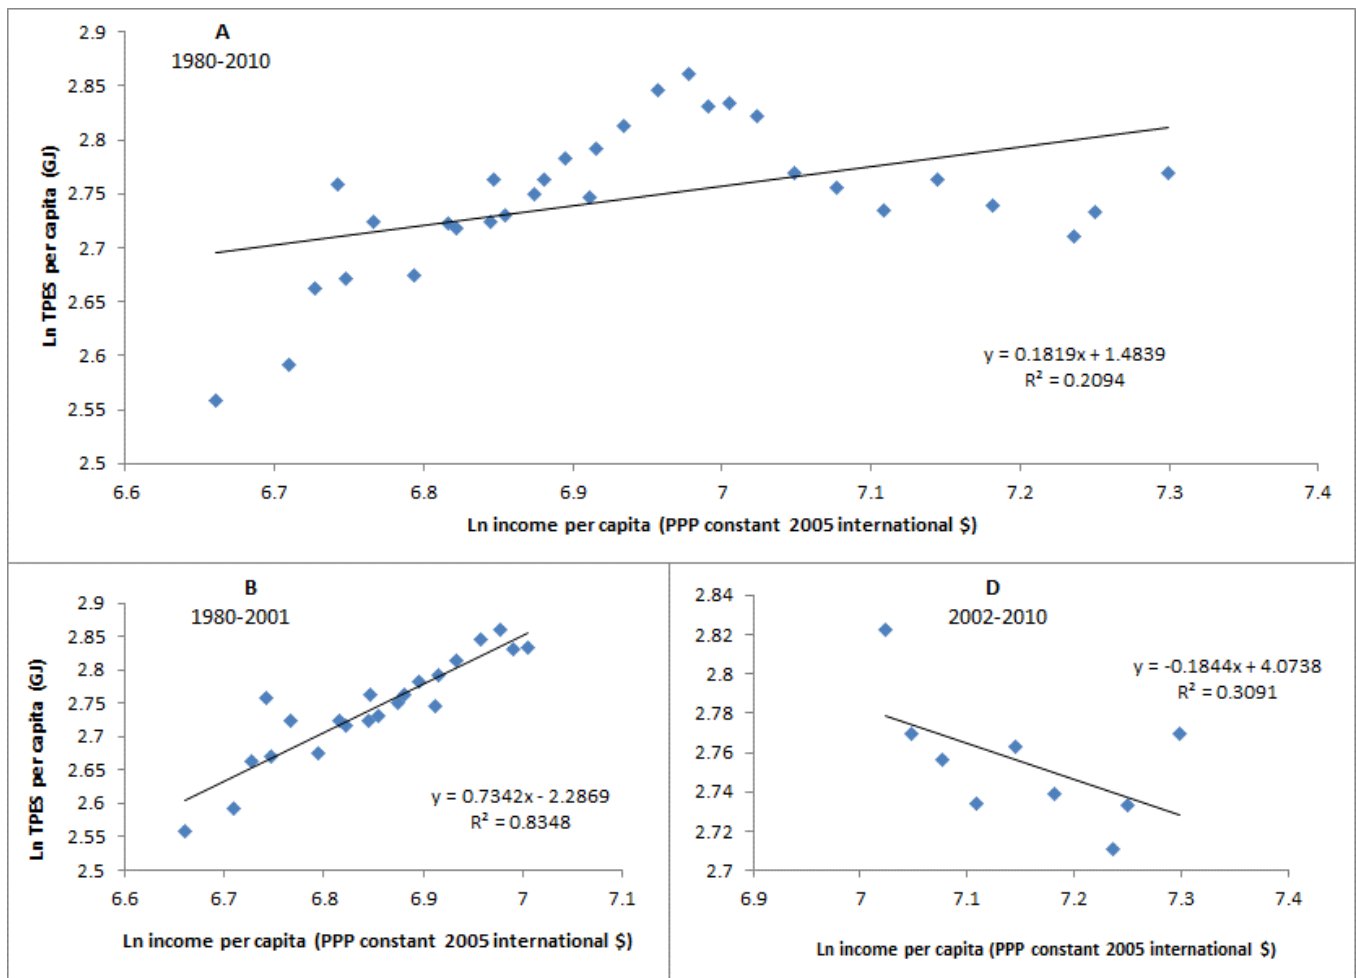 A
1980-2010
2.9
2.85
2.8
2.75
2.7
2.65
2.6
2.55
2.5
Ln TPES per capita (GJ)
y = 0.1819x + 1.4839
R² = 0.2094
6.6 6.7 6.8 6.9 7 7.1 7.2 7.3 7.4
Ln income per capita (PPP constant 2005 international $)
B
1980-2001
2.9
2.85
2.8
2.75
2.7
2.65
2.6
2.55
2.5
Ln TPES per capita (GJ)
y = 0.7342x - 2.2869
R² = 0.8348
6.6 6.7 6.8 6.9 7 7.1
Ln income per capita (PPP constant 2005 international $)
D
2002-2010
2.84
2.82
2.8
2.78
2.76
2.74
2.72
2.7
y = -0.1844x + 4.0738
R² = 0.3091
6.9 7 7.1 7.2 7.3 7.4
Ln income per capita (PPP constant 2005 international $)